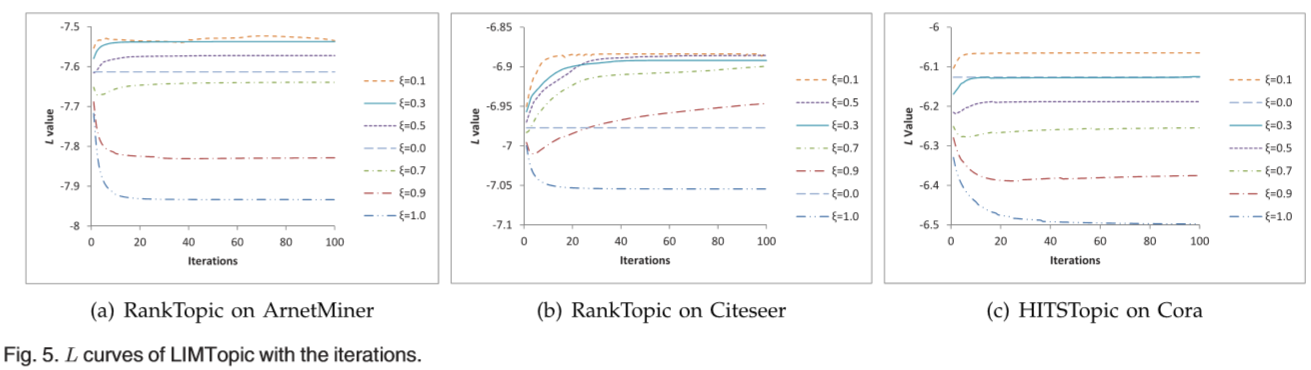 -7.5
-7.6
-7.7
-7.8
-7.9
-8
L value
0 20 40 60 80 100
Iterations
ξ=0.1
ξ=0.3
ξ=0.5
ξ=0.0
ξ=0.7
ξ=0.9
ξ=1.0
(a) RankTopic on ArnetMiner
-6.85
-6.9
-6.95
-7
-7.05
-7.1
L value
0 20 40 60 80 100
Iterations
ξ=0.1
ξ=0.5
ξ=0.3
ξ=0.7
ξ=0.9
ξ=0.0
ξ=1.0
(b) RankTopic on Citeseer
-6
-6.1
-6.2
-6.3
-6.4
-6.5
L Value
0 20 40 60 80 100
Iterations
ξ=0.1
ξ=0.0
ξ=0.3
ξ=0.5
ξ=0.7
ξ=0.9
ξ=1.0
(c) HITSTopic on Cora
Fig. 5. L curves of LIMTopic with the iterations.